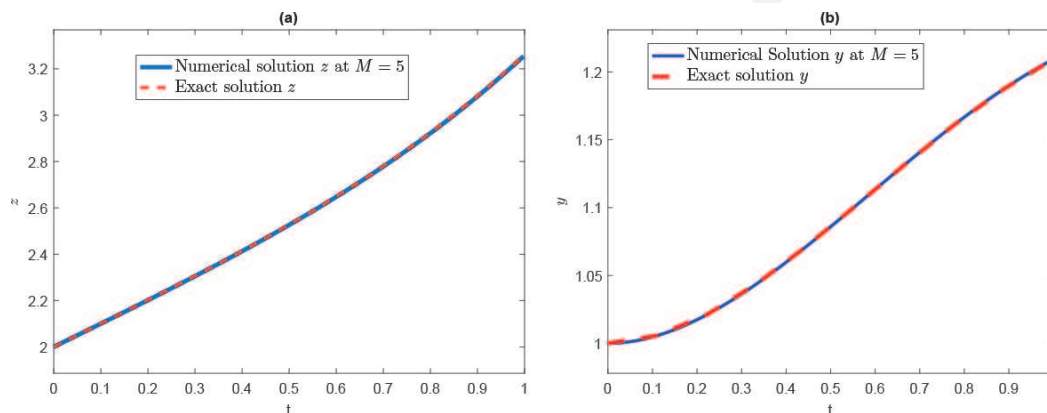 (a)
Numerical solution z at M = 5
Exact solution z
3.2
3
2.8
2.6
2.4
2.2
2
z
0 0.1 0.2 0.3 0.4 0.5 0.6 0.7 0.8 0.9 1
t
(b)
Numerical Solution y at M = 5
Exact solution y
1.2
1.15
1.1
1.05
1
y
0 0.1 0.2 0.3 0.4 0.5 0.6 0.7 0.8 0.9
t